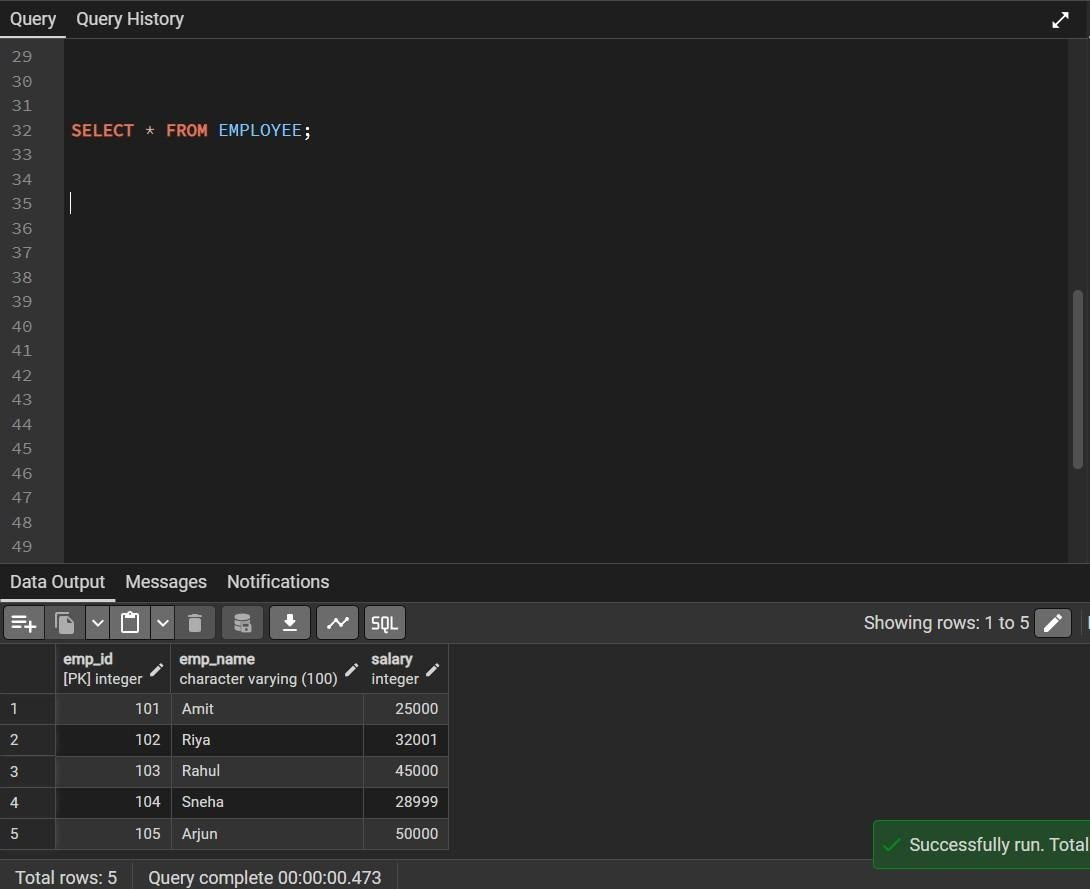 Query Query History
29
30
31
32 SELECT * FROM EMPLOYEE;
33
34
35
36
37
38
39
40
41
42
43
44
45
46
47
48
49
Data Output Messages Notifications
SQL Showing rows: 1 to 5
emp_id emp_name salary
[PK] integer character varying (100) integer
1 101 Amit 25000
2 102 Riya 32001
3 103 Rahul 45000
4 104 Sneha 28999
5 105 Arjun 50000
Successfully run. Total
Total rows: 5 Query complete 00:00:00.473